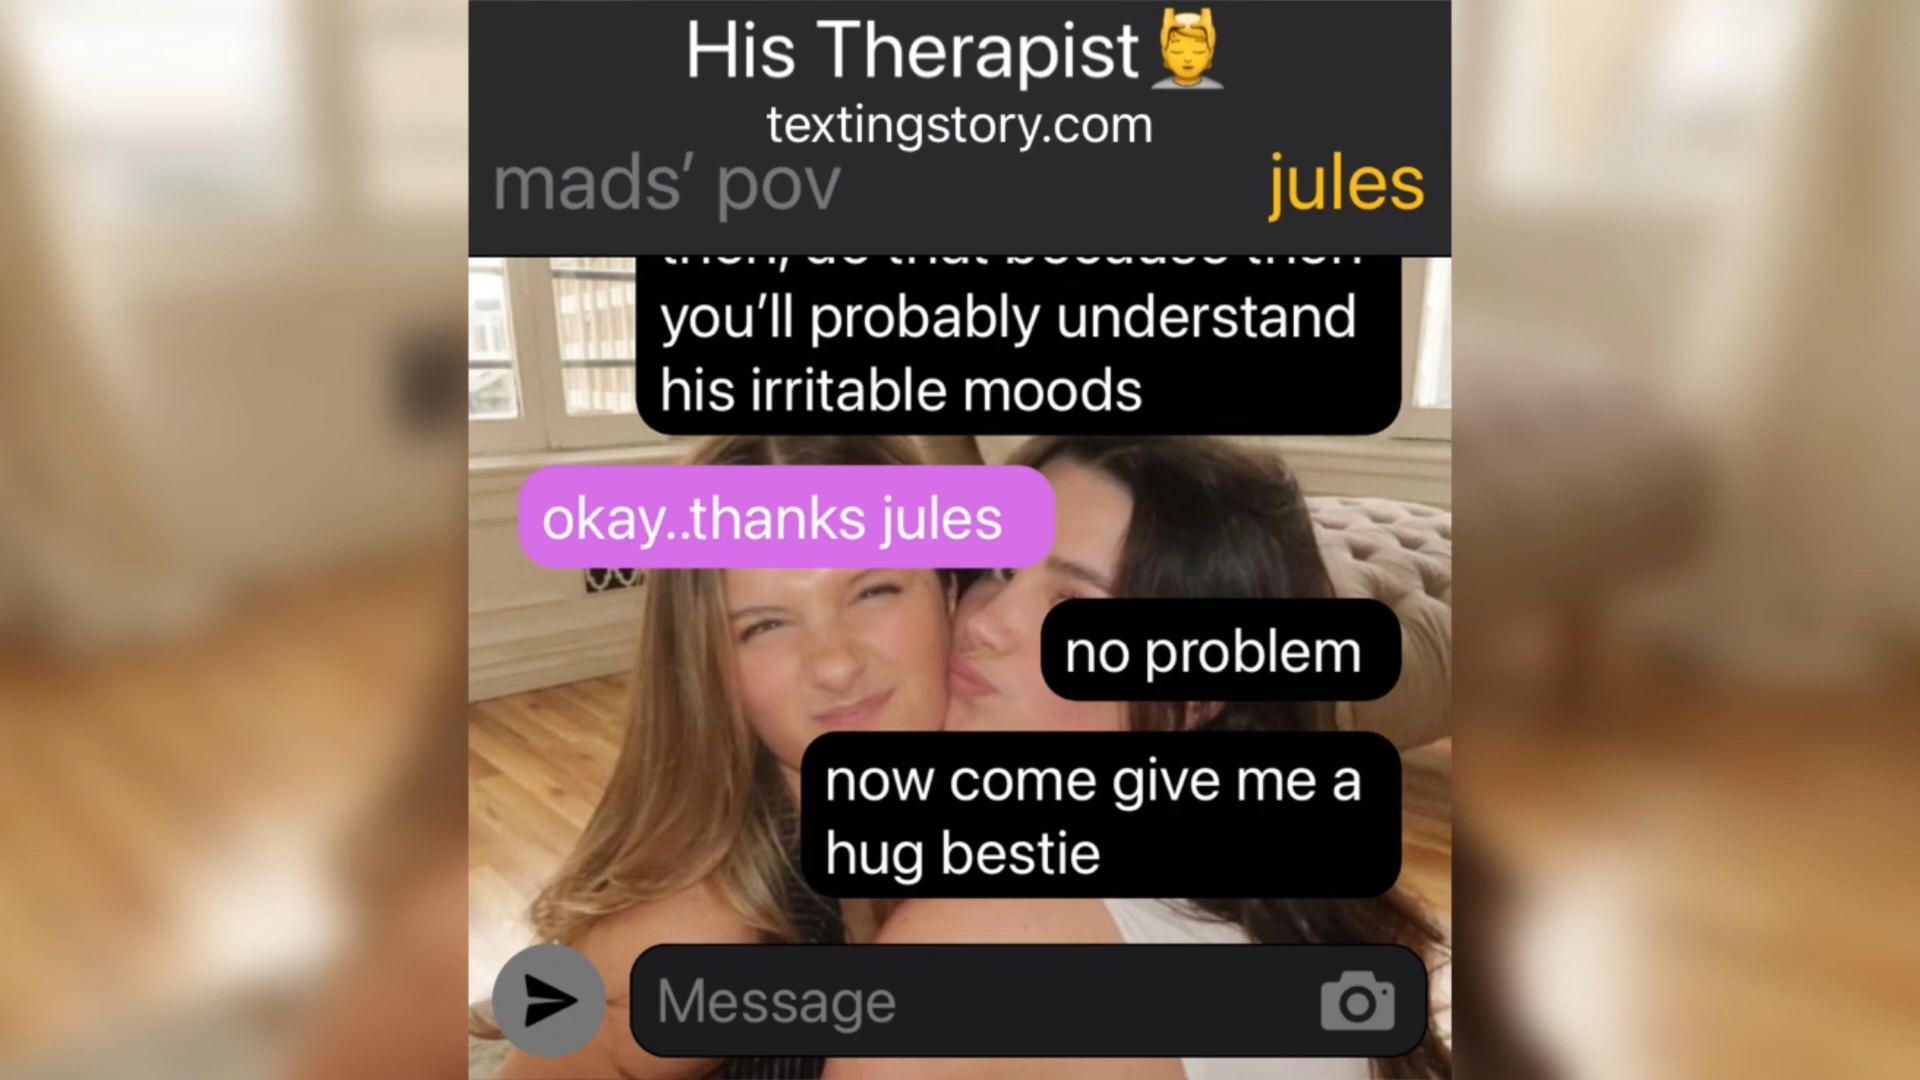 His Therapist💆
textingstory.com
mads’ pov
jules
you’ll probably understand
his irritable moods
okay..thanks jules
no problem
now come give me a
hug bestie
Message